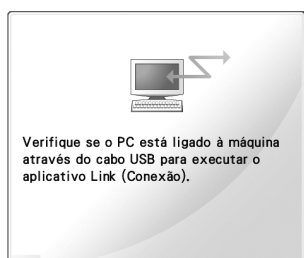 Verifique se o PC está ligado à máquina
através do cabo USB para executar o
aplicativo Link (Conexão).